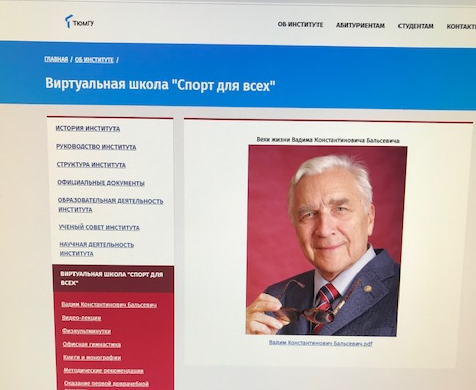 ТЮМГУ
ОБ ИНСТИТУТЕ АБИТУРИЕНТАМ СТУДЕНТАМ КОНТАКТЫ
ГЛАВНАЯ / ОБ ИНСТИТУТЕ /
Виртуальная школа "Спорт для всех"
ИСТОРИЯ ИНСТИТУТА
РУКОВОДСТВО ИНСТИТУТА
СТРУКТУРА ИНСТИТУТА
ОФИЦИАЛЬНЫЕ ДОКУМЕНТЫ
ОБРАЗОВАТЕЛЬНАЯ ДЕЯТЕЛЬНОСТЬ
ИНСТИТУТА
УЧЕНЫЙ СОВЕТ ИНСТИТУТА
НАУЧНАЯ ДЕЯТЕЛЬНОСТЬ
ИНСТИТУТА
ВИРТУАЛЬНАЯ ШКОЛА "СПОРТ ДЛЯ
ВСЕХ"
Вадим Константинович Бальсевич
Видео-лекции
Физкультминутки
Офисная гимнастика
Книги и монографии
Методические рекомендации
Оказание первой доврачебной
Вехи жизни Вадима Константиновича Бальсевича
Вадим Константинович Бальсевич.pdf